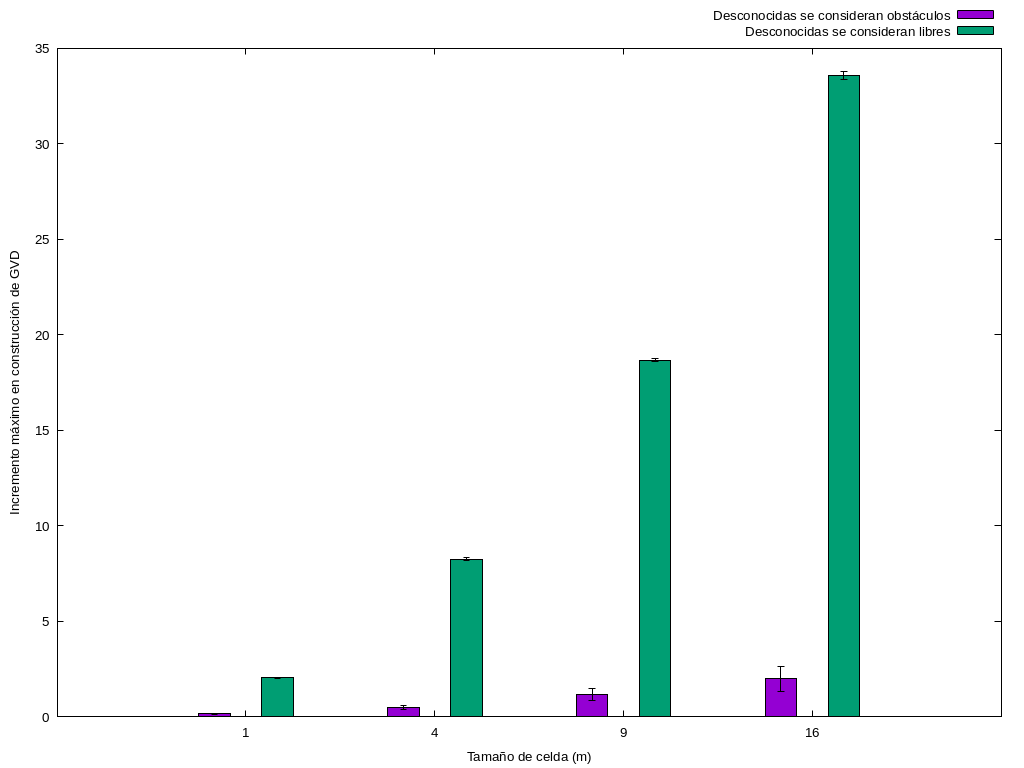 Desconocidas se consideran obstáculos
Desconocidas se consideran libres
35
30
25
20
15
10
5
0
Incremento máximo en construcción de GVD
1 4 9 16
Tamaño de celda (m)